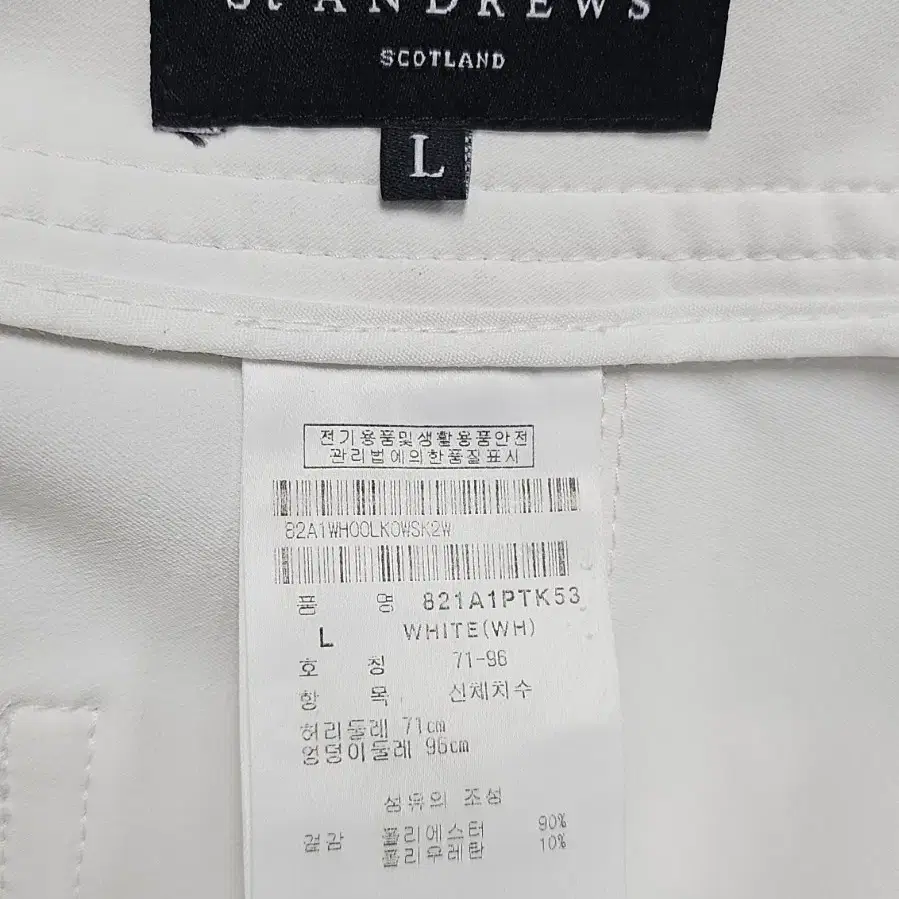 St ANDREWS
SCOTLAND
L
전기용품및생활용품안전
관리법에의한품질표시
82A1WH00LK0WSK2W
품 명 821A1PTK53
L WHITE(WH)
호 칭 71-96
항 목 신체치수
허리둘레 71cm
엉덩이둘레 96cm
섬유의 조성
겉감 폴리에스터 90%
폴리우레탄 10%